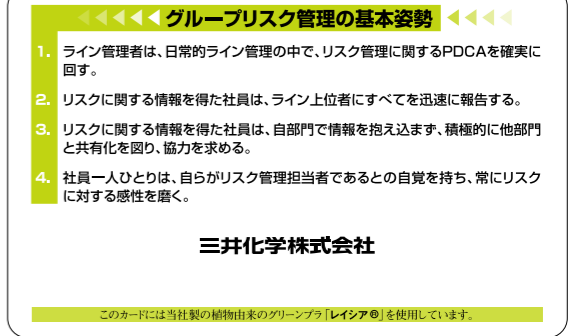 グループリスク管理の基本姿勢
1. ライン管理者は、日常的ライン管理の中で、リスク管理に関するPDCAを確実に
回す。
2. リスクに関する情報を得た社員は、ライン上位者にすべてを迅速に報告する。
3. リスクに関する情報を得た社員は、自部門で情報を抱え込まず、積極的に他部門
と共有化を図り、協力を求める。
4. 社員一人ひとりは、自らがリスク管理担当者であるとの自覚を持ち、常にリスク
に対する感性を磨く。
三井化学株式会社
このカードには当社製の植物由来のグリーンプラ「レイシア®」を使用しています。